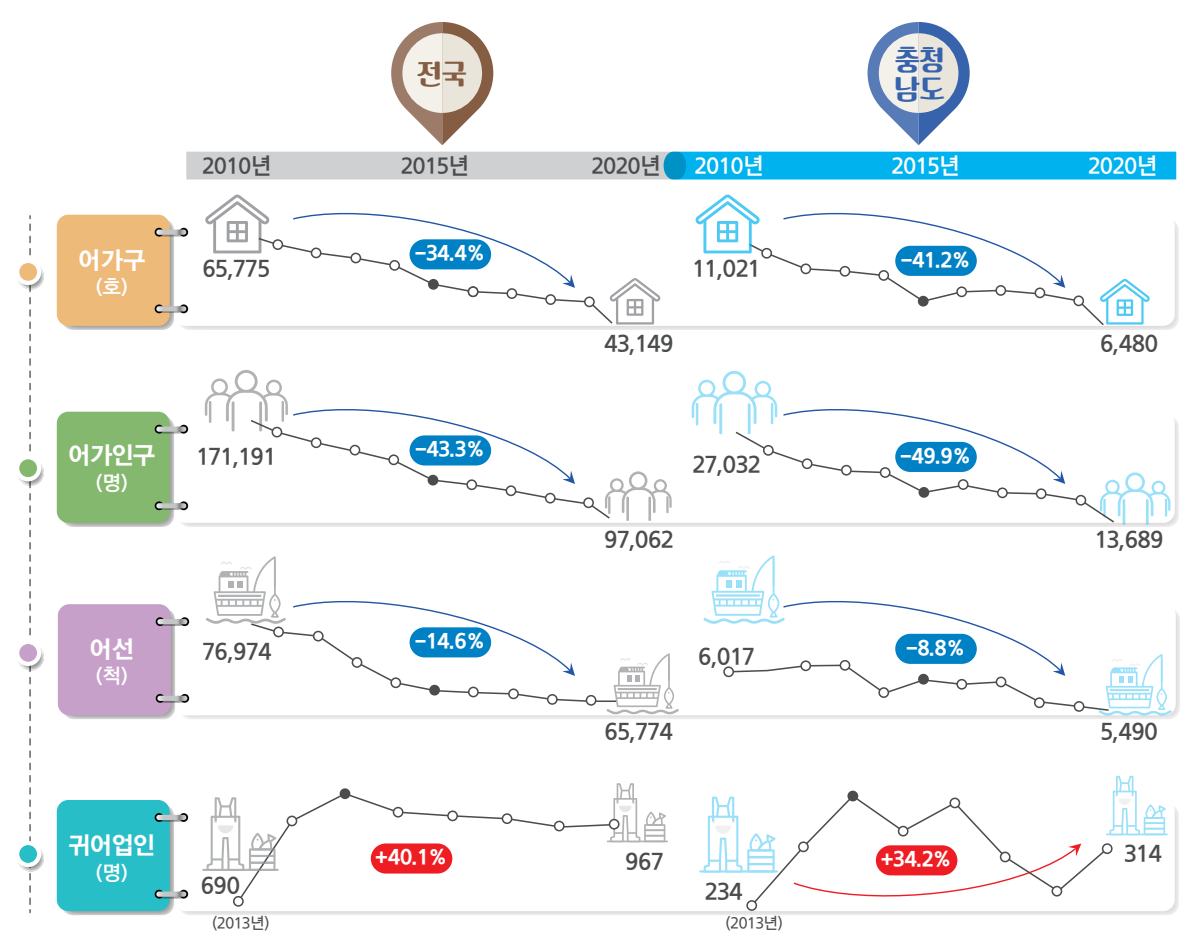 전국
충청
남도
2010년 2015년 2020년 2010년 2015년 2020년
어가구
(호)
65,775
−34.4%
43,149
11,021
−41.2%
6,480
어가인구
(명)
171,191
−43.3%
97,062
27,032
−49.9%
13,689
어선
(척)
76,974
−14.6%
65,774
6,017
−8.8%
5,490
귀어업인
(명)
690
(2013년)
+40.1%
967
234
(2013년)
+34.2%
314